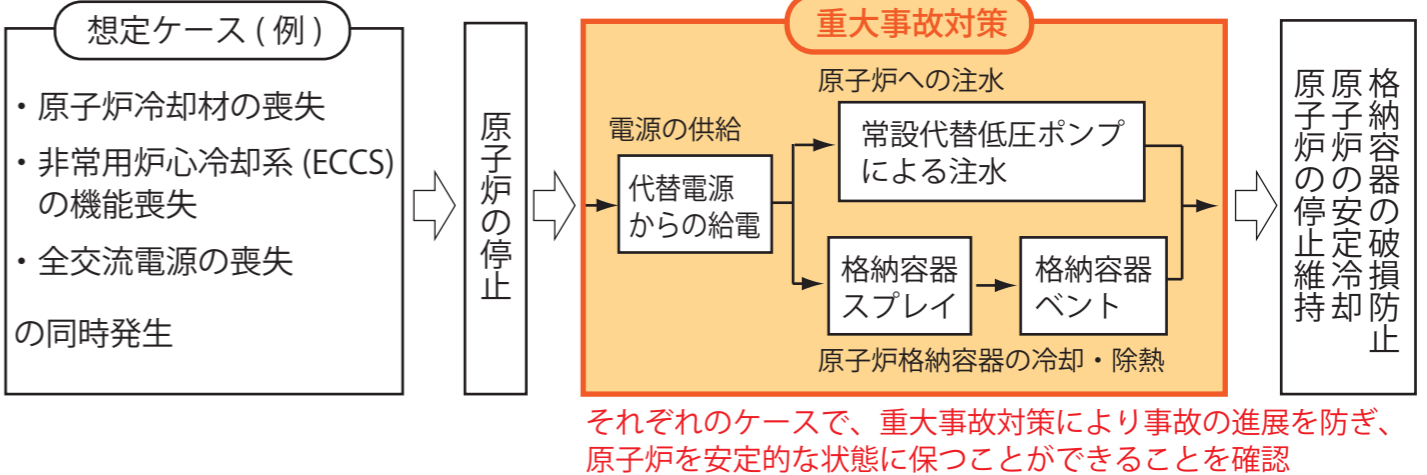 想定ケース ( 例 )
・原子炉冷却材の喪失
・非常用炉心冷却系 (ECCS)
の機能喪失
・全交流電源の喪失
の同時発生
原子炉の停止
重大事故対策
電源の供給
代替電源
からの給電
原子炉への注水
常設代替低圧ポンプ
による注水
格納容器
スプレイ
格納容器
ベント
原子炉格納容器の冷却・除熱
格納容器の破損防止
原子炉の安定冷却
原子炉の停止維持
それぞれのケースで、重大事故対策により事故の進展を防ぎ、
原子炉を安定的な状態に保つことができることを確認